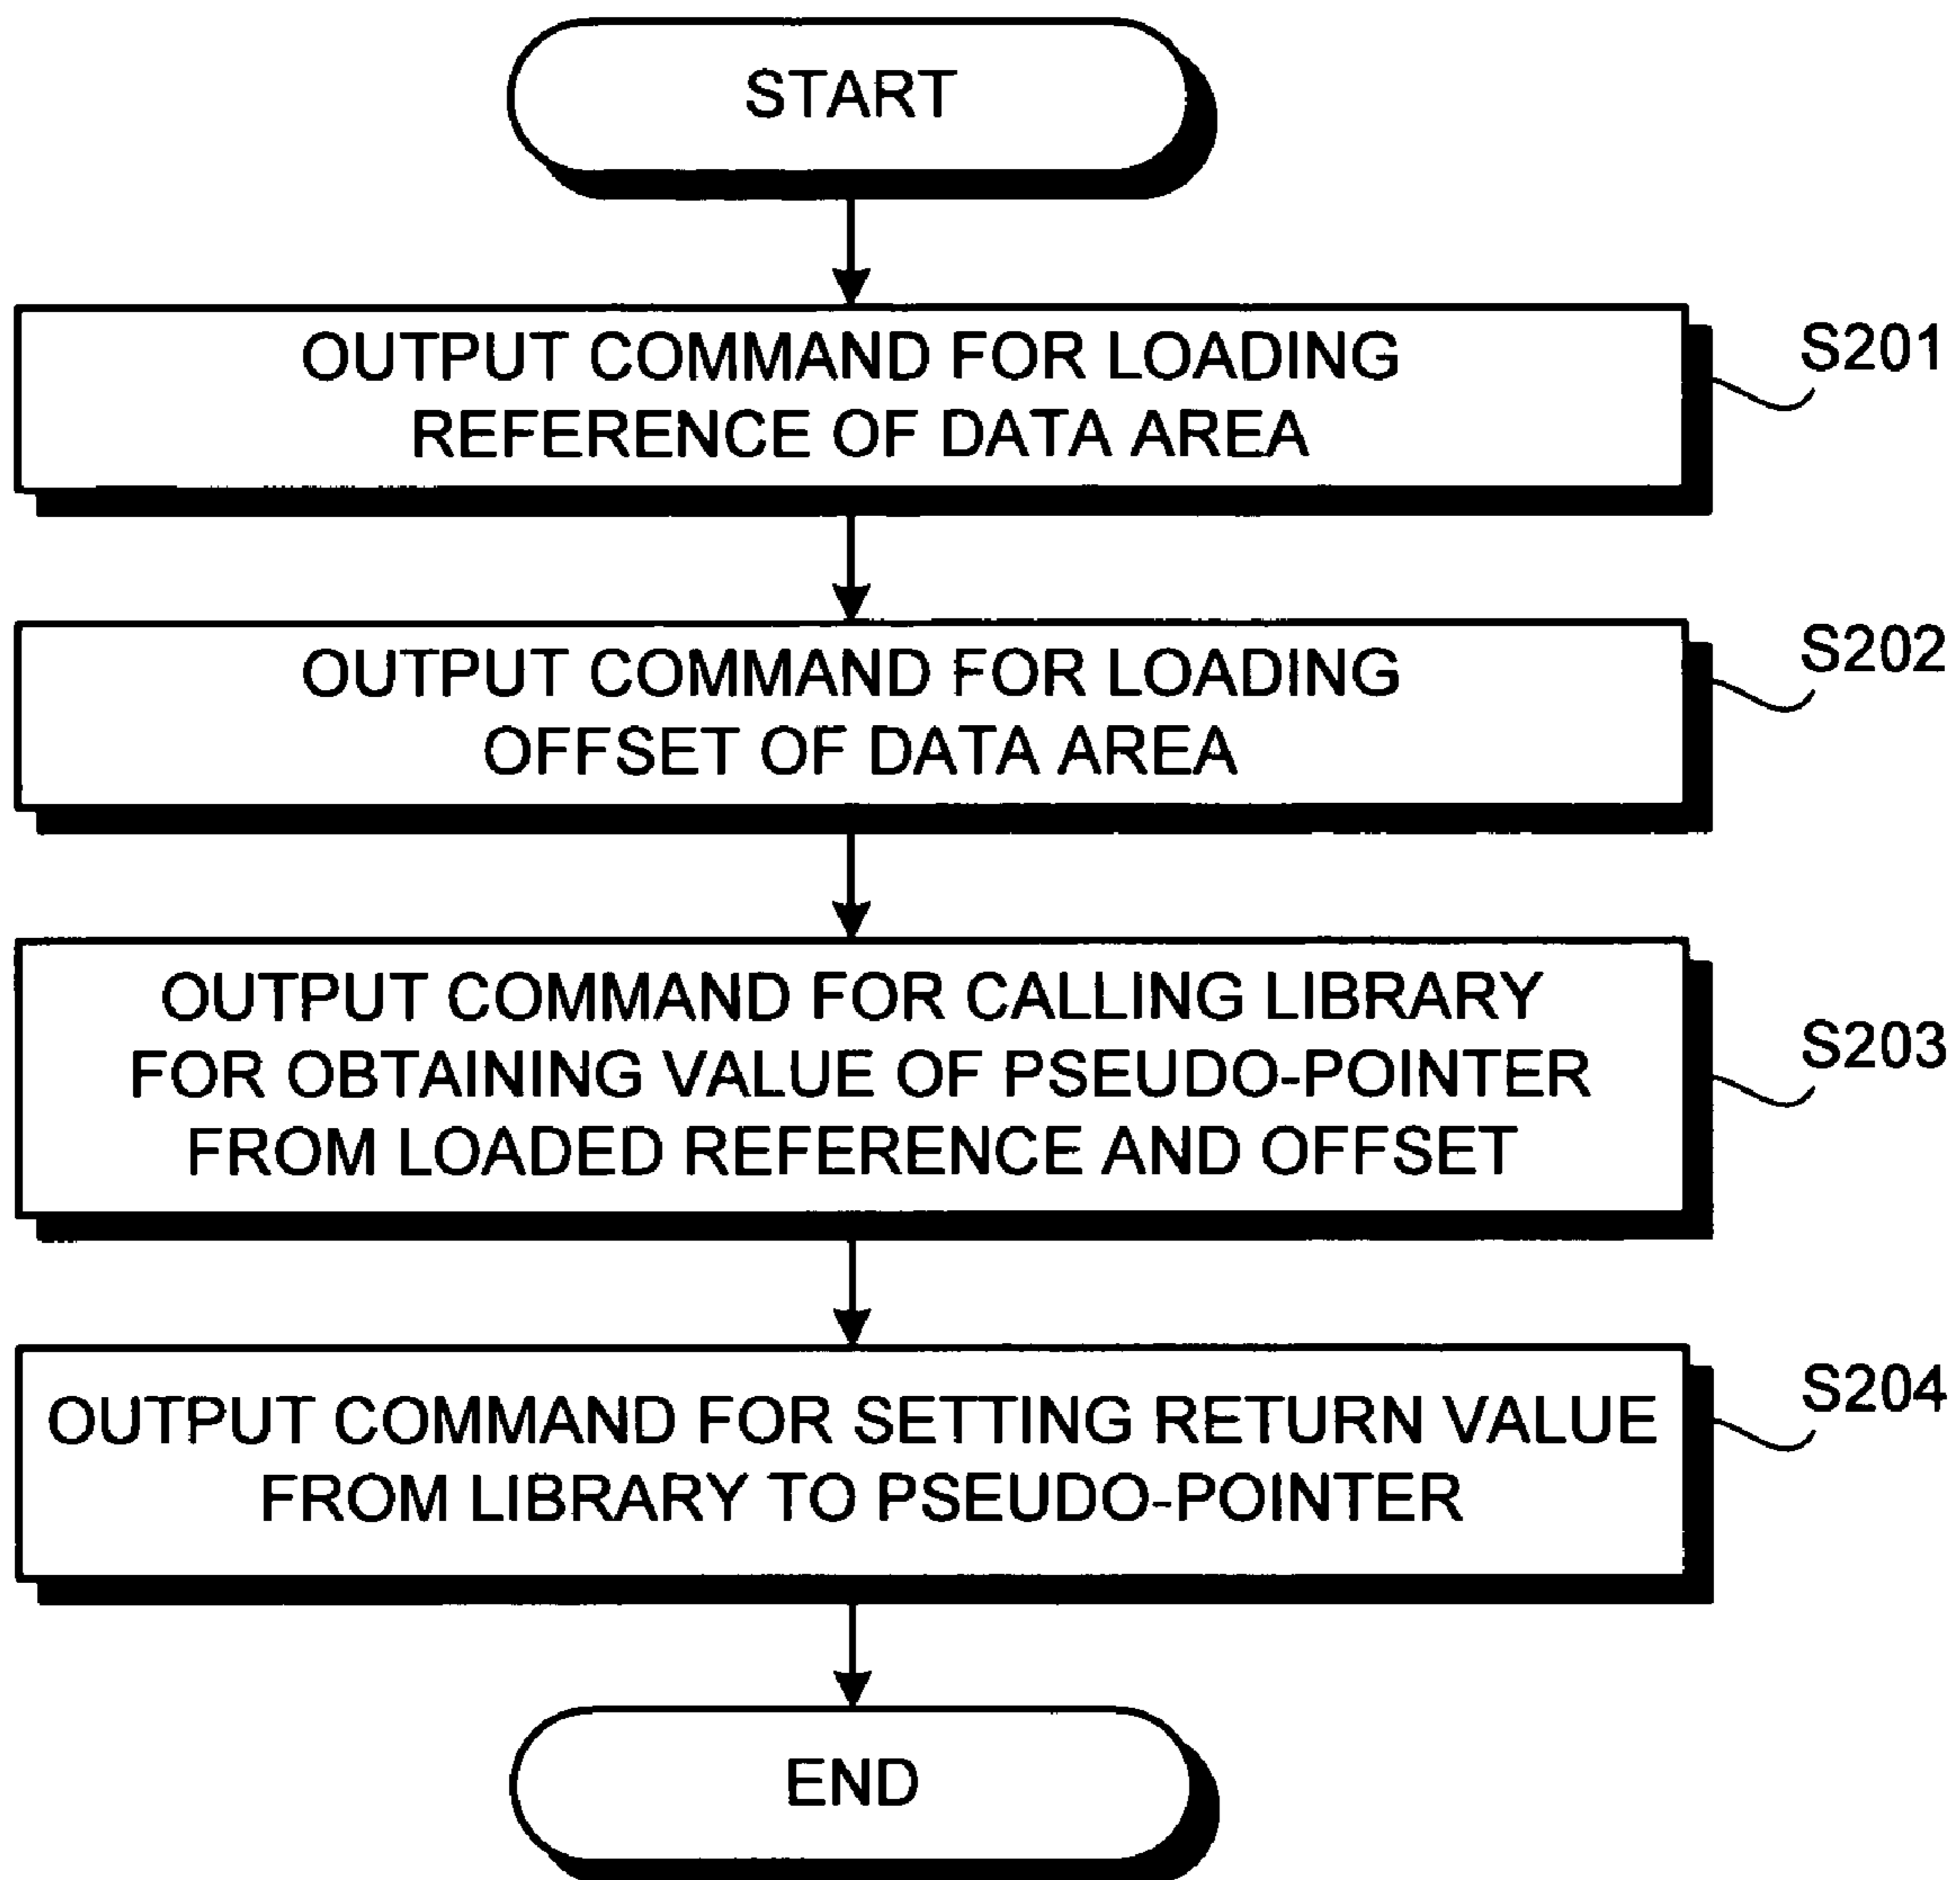 START
OUTPUT COMMAND FOR LOADING
REFERENCE OF DATA AREA
S201
OUTPUT COMMAND FOR LOADING
OFFSET OF DATA AREA
S202
OUTPUT COMMAND FOR CALLING LIBRARY
FOR OBTAINING VALUE OF PSEUDO-POINTER
FROM LOADED REFERENCE AND OFFSET
S203
OUTPUT COMMAND FOR SETTING RETURN VALUE
FROM LIBRARY TO PSEUDO-POINTER
S204
END